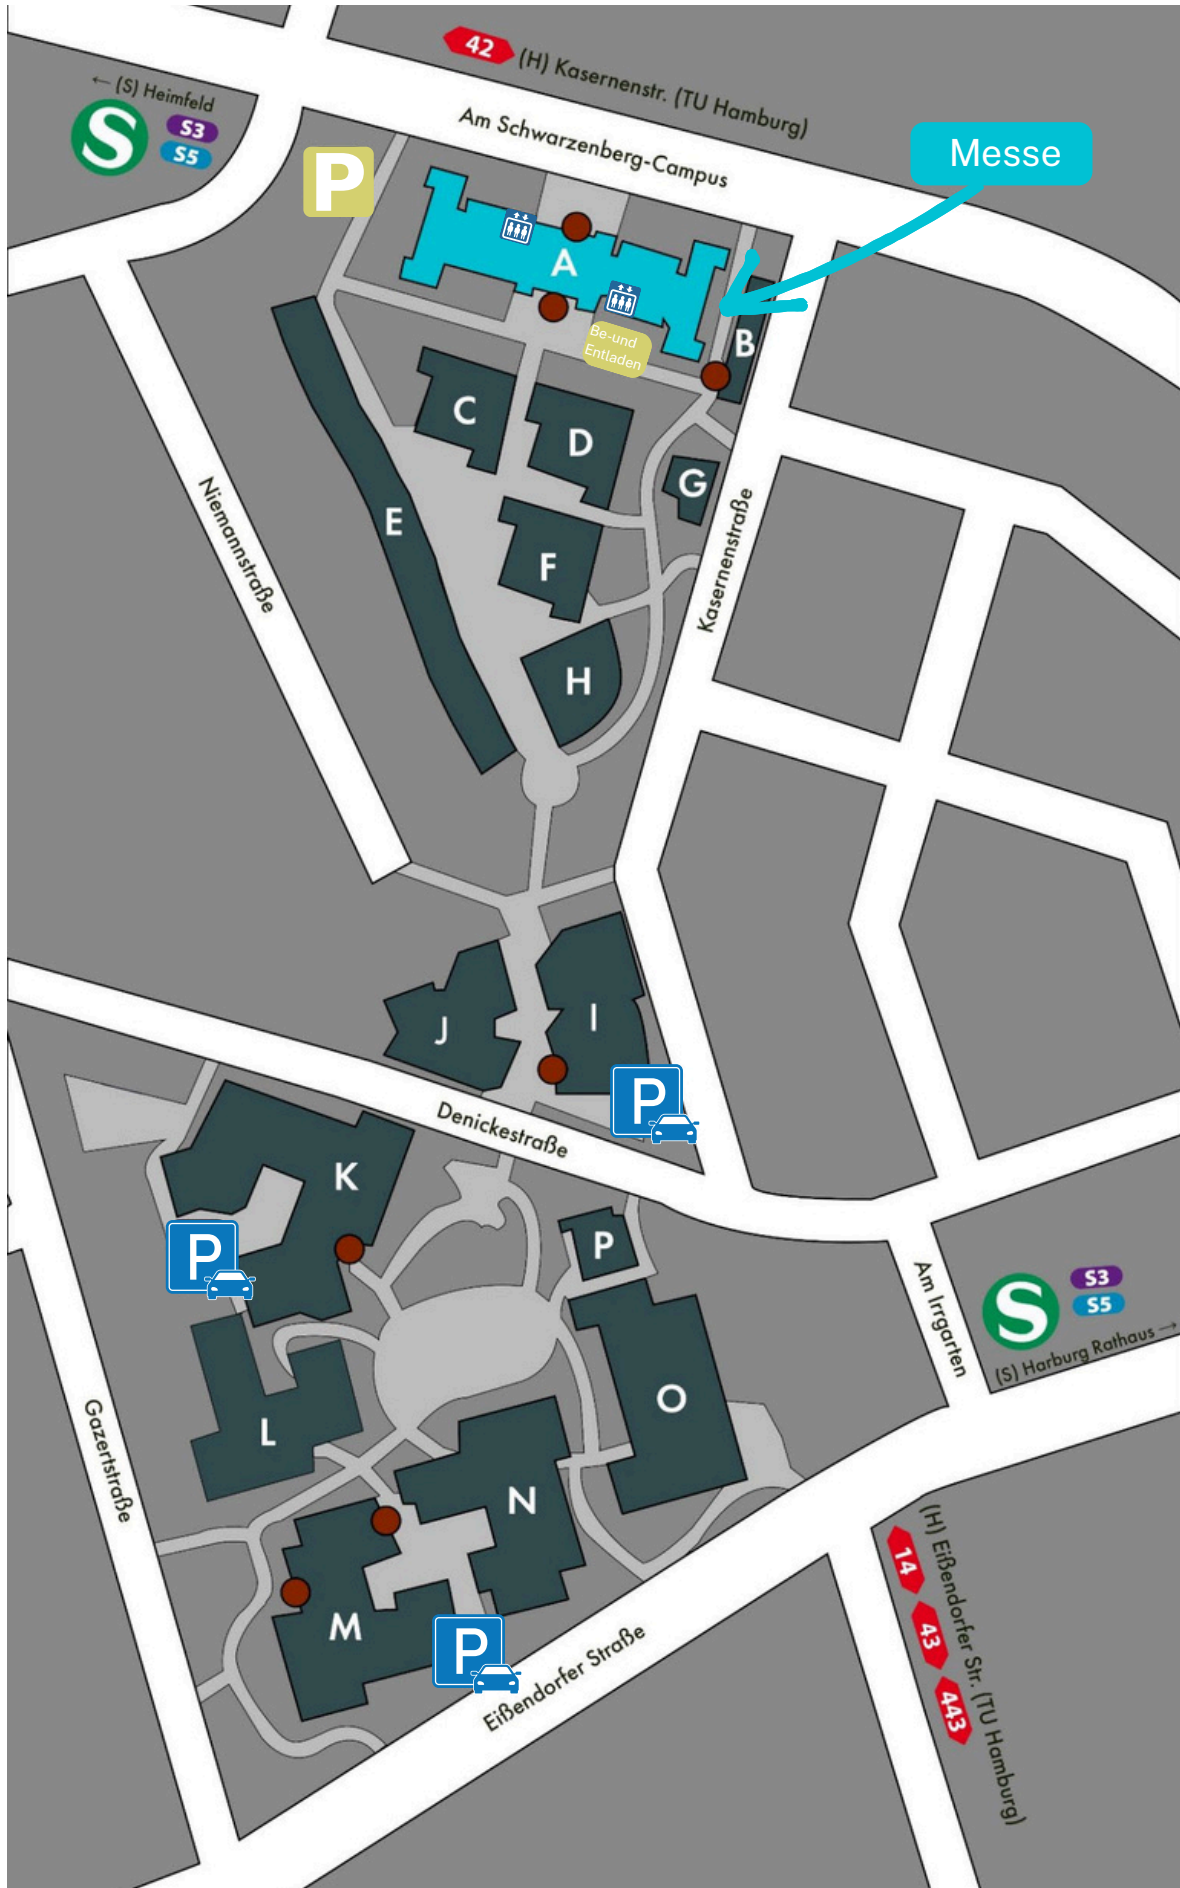 42
(H) Kasernenstr. (TU Hamburg)
← (S) Heimfeld
S
S3
S5
Am Schwarzenberg-Campus
Messe
P
A
Be-und
Entladen
B
C
D
G
E
F
H
Niemannstraße
Kasernenstraße
J
I
P
Denickestraße
K
P
P
S
S3
S5
(S) Harburg Rathaus →
Am Irrgarten
O
L
N
Gazertstraße
M
P
Eißendorfer Straße
14
43
443
(H) Eißendorfer Str. (TU Hamburg)